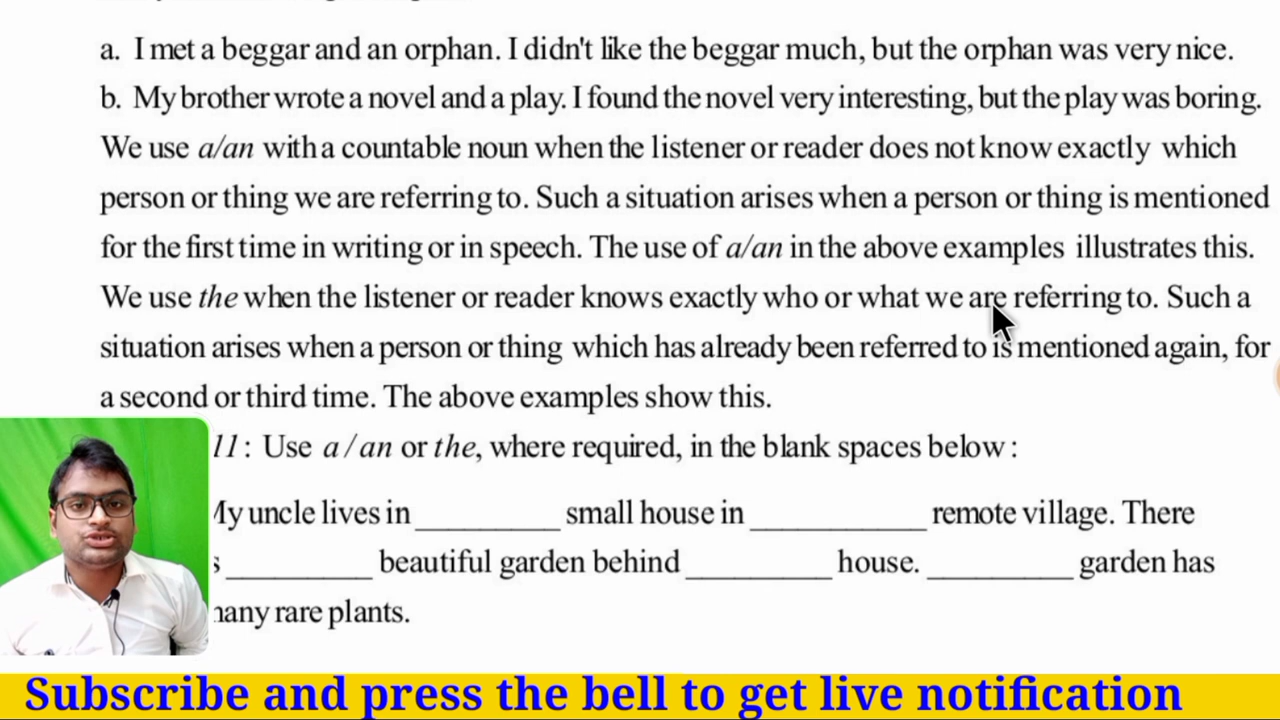 a. I met a beggar and an orphan. I didn't like the beggar much, but the orphan was very nice.
b. My brother wrote a novel and a play. I found the novel very interesting, but the play was boring.
We use a/an with a countable noun when the listener or reader does not know exactly which
person or thing we are referring to. Such a situation arises when a person or thing is mentioned
for the first time in writing or in speech. The use of a/an in the above examples illustrates this.
We use the when the listener or reader knows exactly who or what we are referring to. Such a
situation arises when a person or thing which has already been referred to is mentioned again, for
a second or third time. The above examples show this.
11: Use a/an or the, where required, in the blank spaces below:
My uncle lives in __________ small house in ____________ remote village. There
s __________ beautiful garden behind __________ house. __________ garden has
many rare plants.
Subscribe and press the bell to get live notification